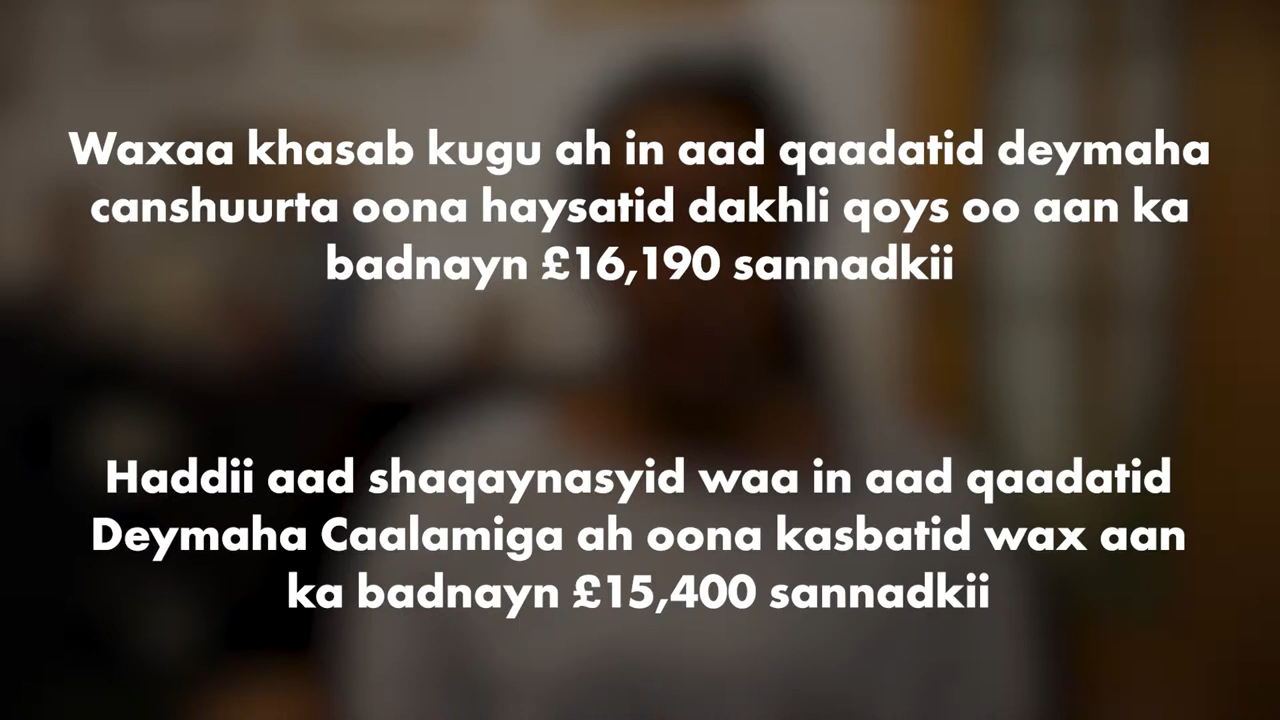 Waxaa khasab kugu ah in aad qaadatid deymaha
canshuurta oona haysatid dakhli qoys oo aan ka
badnayn £16,190 sannadkii
Haddii aad shaqaynasyid waa in aad qaadatid
Deymaha Caalamiga ah oona kasbatid wax aan
ka badnayn £15,400 sannadkii